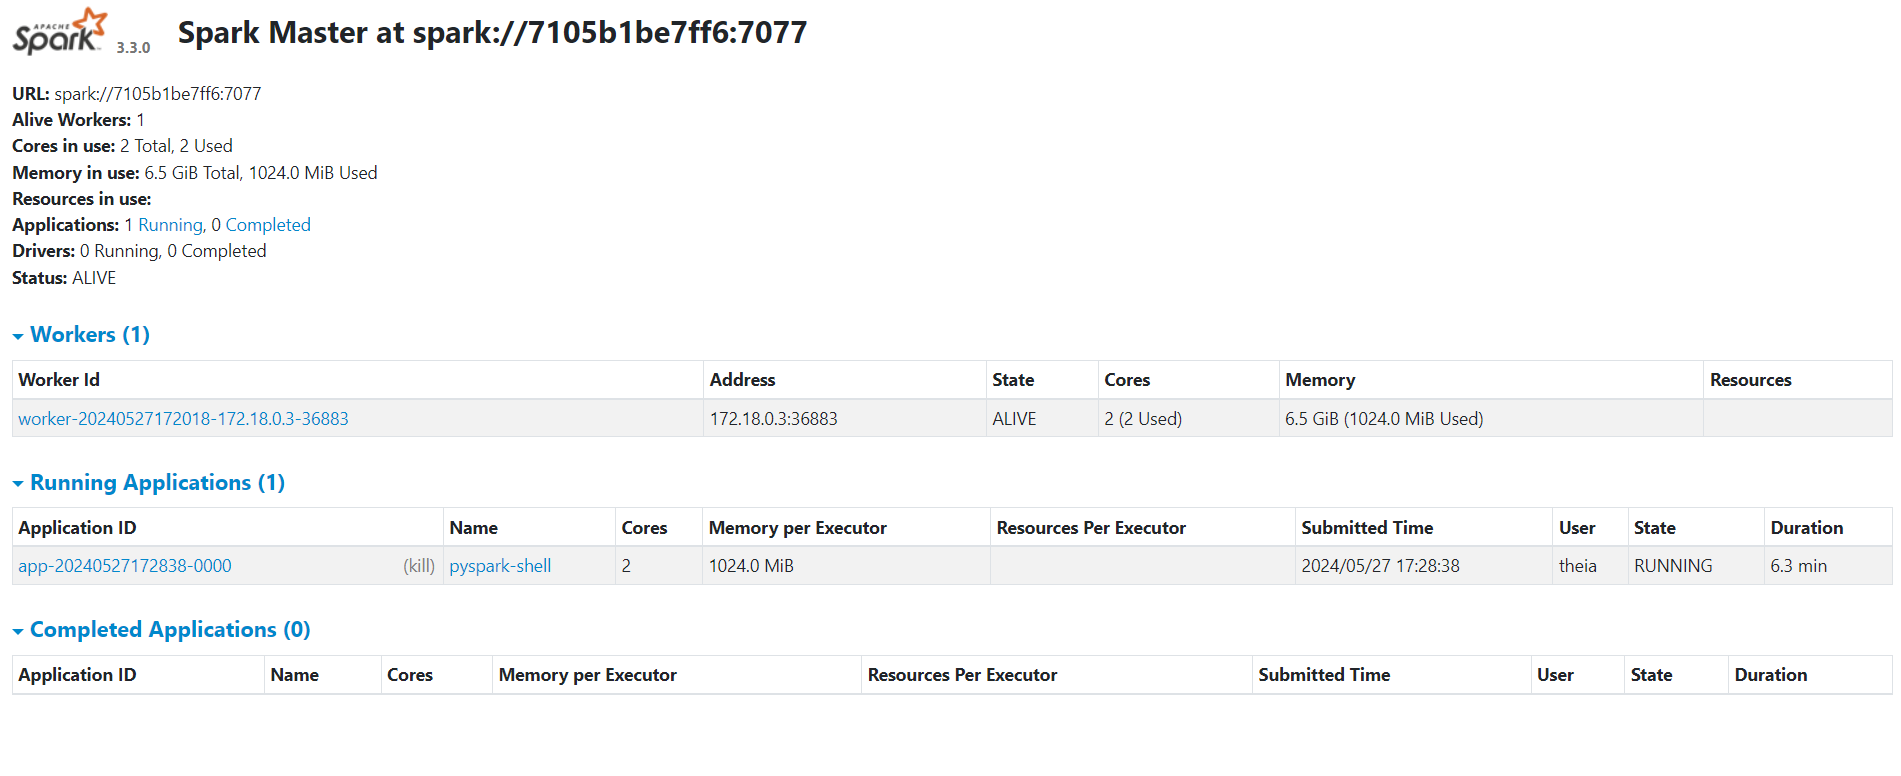 APACHE
Spark 3.3.0 Spark Master at spark://7105b1be7ff6:7077
URL: spark://7105b1be7ff6:7077
Alive Workers: 1
Cores in use: 2 Total, 2 Used
Memory in use: 6.5 GiB Total, 1024.0 MiB Used
Resources in use:
Applications: 1 Running, 0 Completed
Drivers: 0 Running, 0 Completed
Status: ALIVE
Workers (1)
Worker Id Address State Cores Memory Resources
worker-20240527172018-172.18.0.3-36883 172.18.0.3:36883 ALIVE 2 (2 Used) 6.5 GiB (1024.0 MiB Used)
Running Applications (1)
Application ID Name Cores Memory per Executor Resources Per Executor Submitted Time User State Duration
app-20240527172838-0000 (kill) pyspark-shell 2 1024.0 MiB 2024/05/27 17:28:38 theia RUNNING 6.3 min
Completed Applications (0)
Application ID Name Cores Memory per Executor Resources Per Executor Submitted Time User State Duration